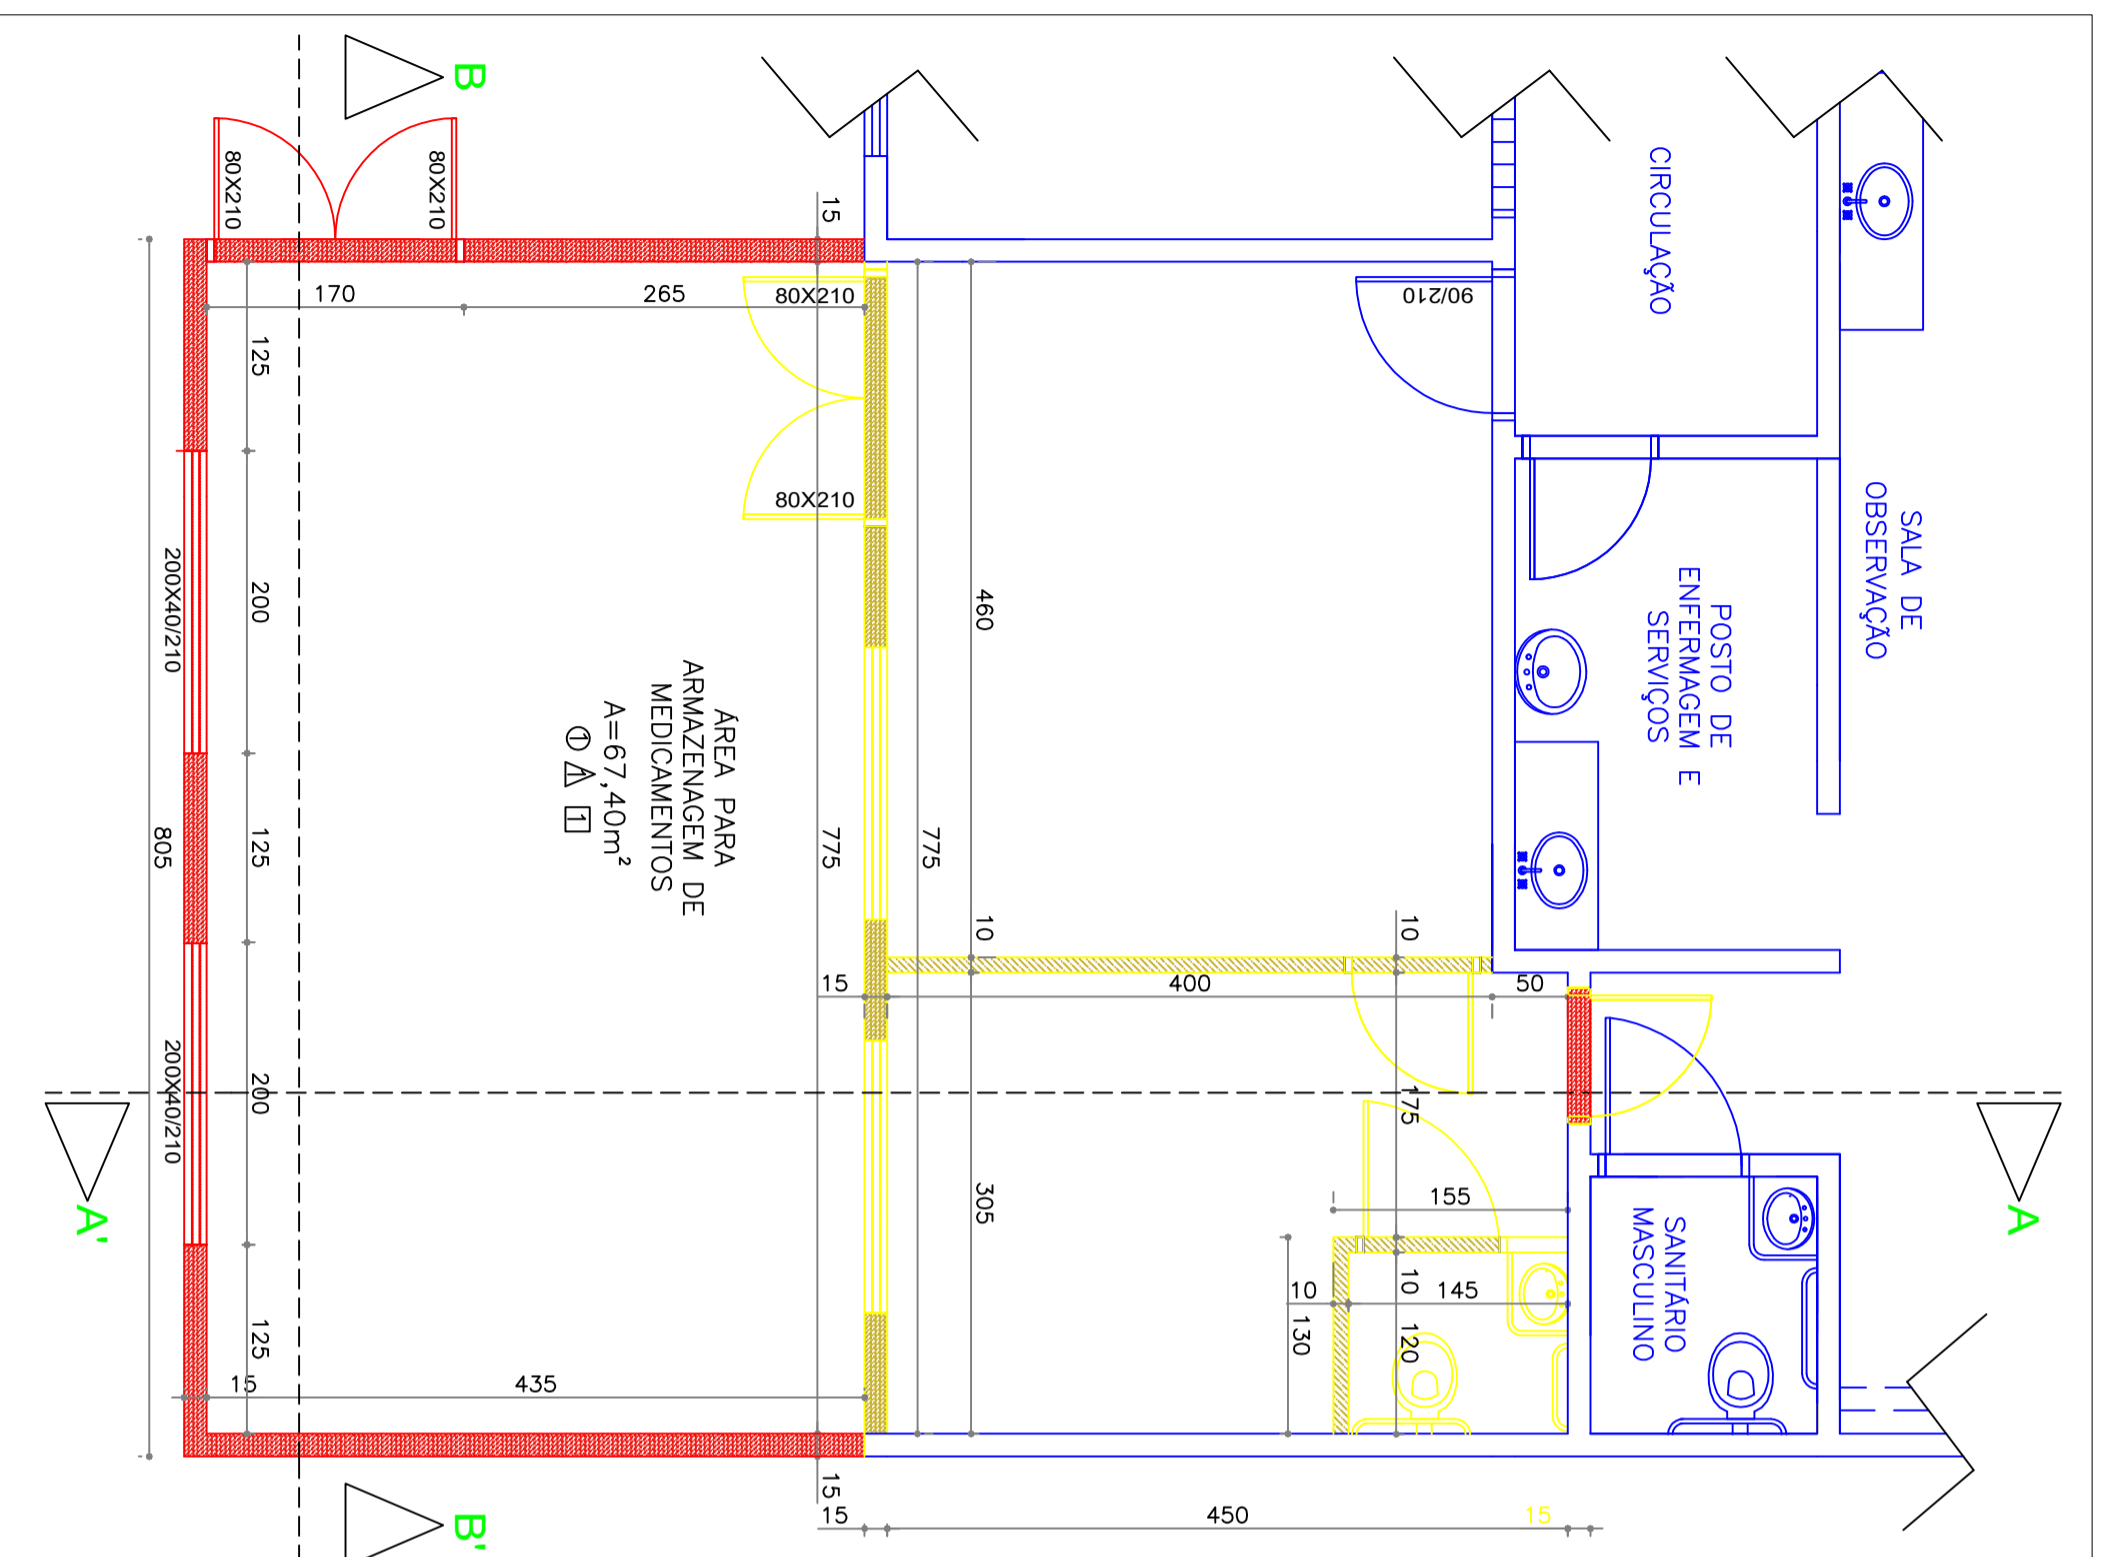 B
80X210
80X210
15
CIRCULAÇÃO
170
265
80X210
90/210
125
80X210
SALA DE
OBSERVAÇÃO
POSTO DE
ENFERMAGEM E
SERVIÇOS
200X40/210
200
460
ÁREA PARA
ARMAZENAGEM DE
MEDICAMENTOS
A=67,40m²
1 1 1
805
125
775
775
10
10
15
400
50
200X40/210
200
175
A'
A
305
155
SANITÁRIO
MASCULINO
10
10
145
130
120
125
15
435
15
B'
15
450
15